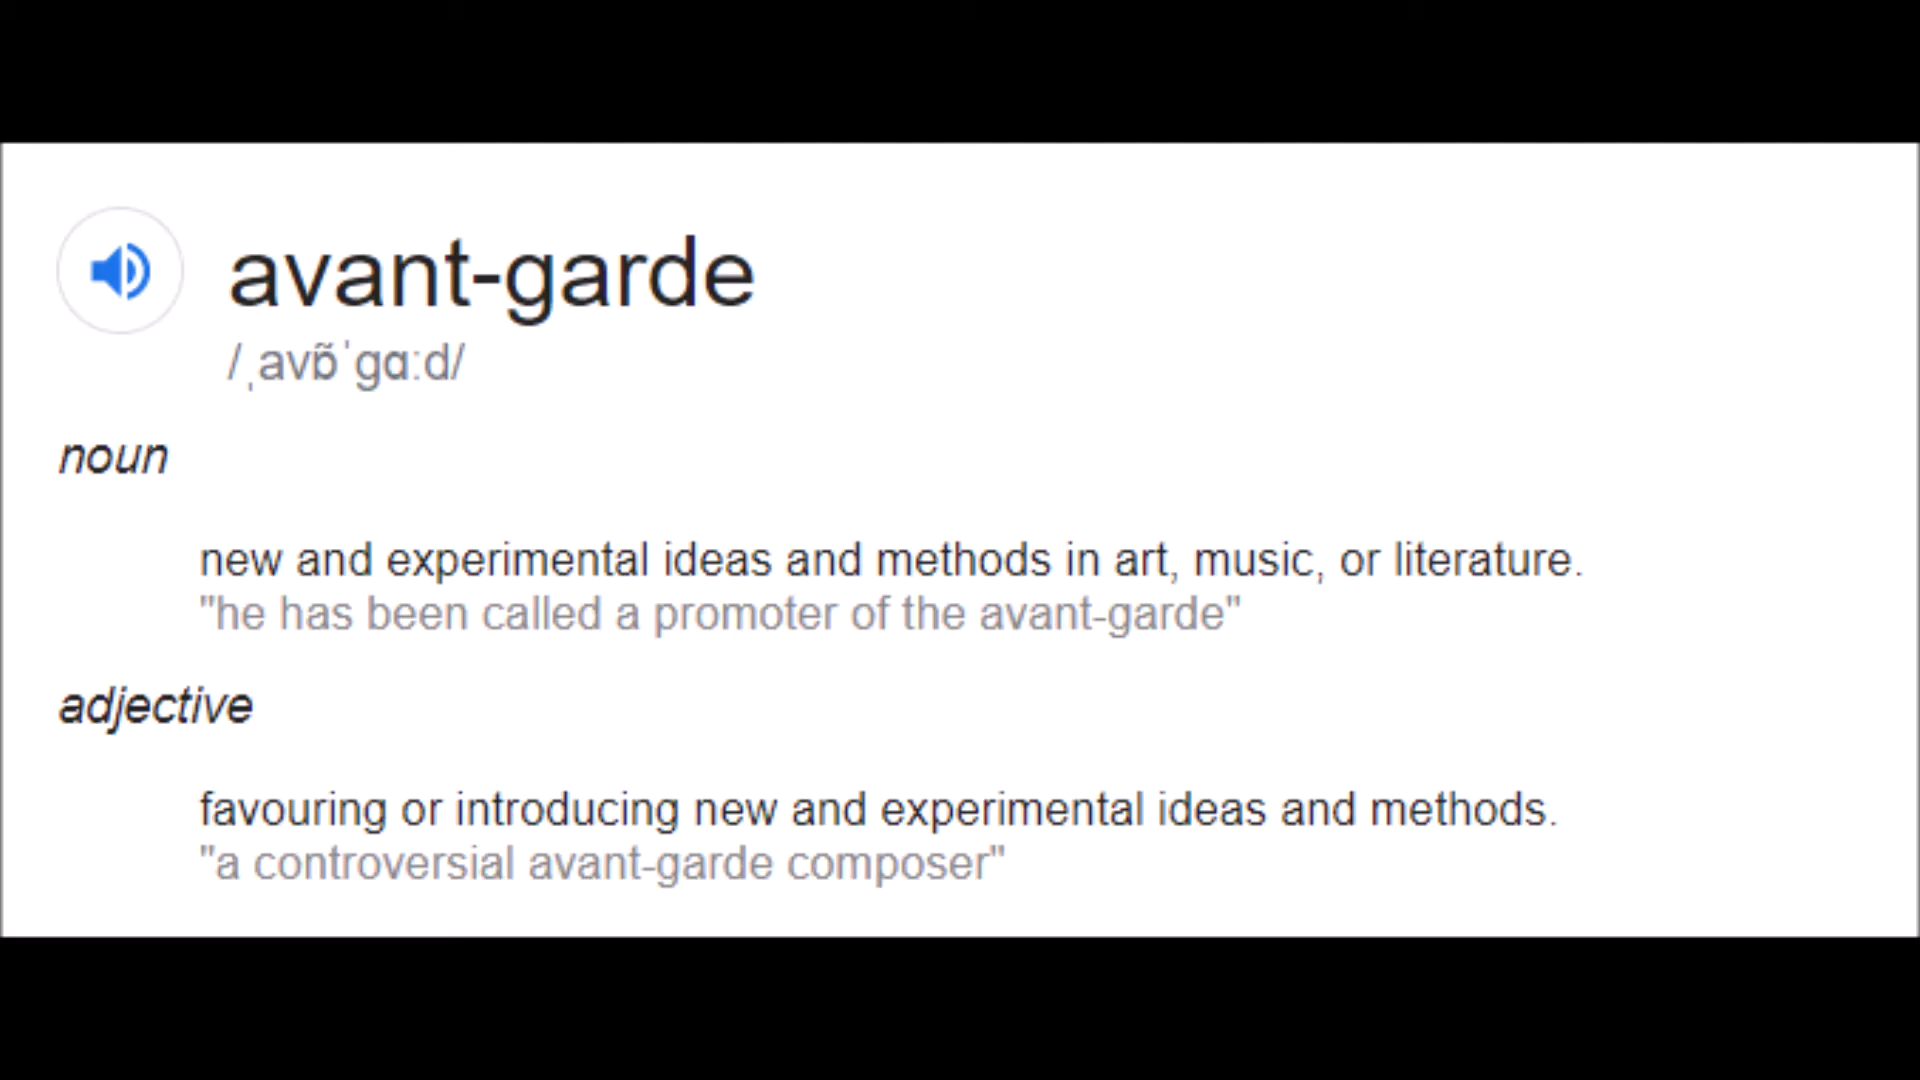 avant-garde
/ˌavɒ̃ˈɡɑːd/
noun
new and experimental ideas and methods in art, music, or literature.
"he has been called a promoter of the avant-garde"
adjective
favouring or introducing new and experimental ideas and methods.
"a controversial avant-garde composer"